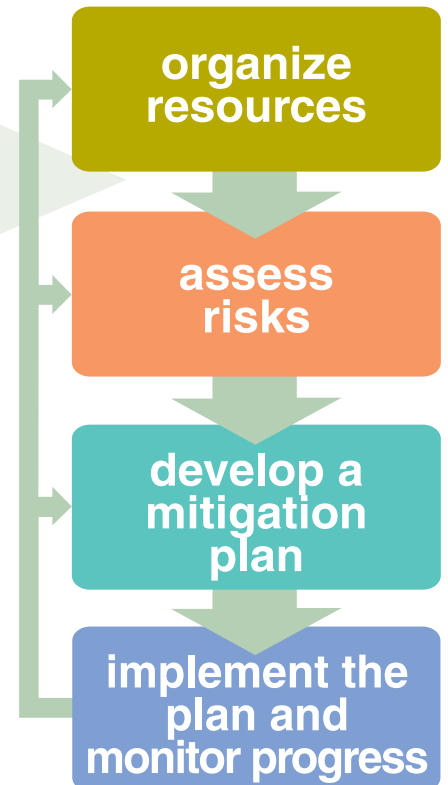 organize
resources
assess
risks
develop a
mitigation
plan
implement the
plan and
monitor progress